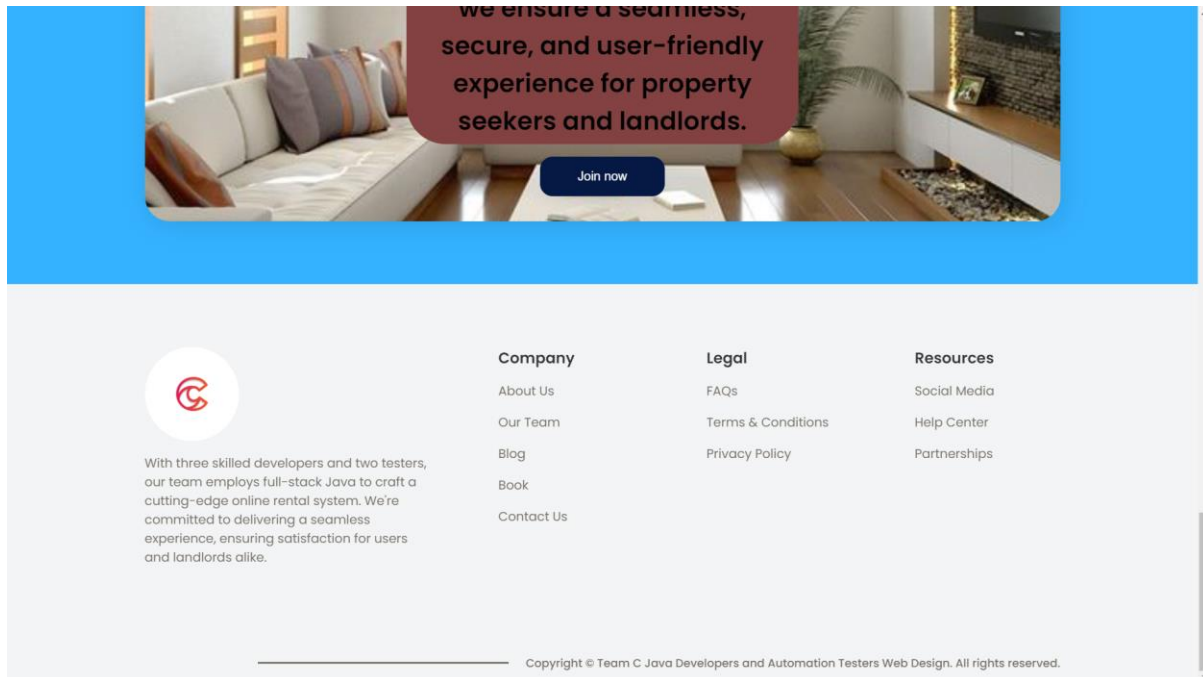 we ensure a seamless,
secure, and user-friendly
experience for property
seekers and landlords.
Join now
With three skilled developers and two testers,
our team employs full-stack Java to craft a
cutting-edge online rental system. We're
committed to delivering a seamless
experience, ensuring satisfaction for users
and landlords alike.
Company
About Us
Our Team
Blog
Book
Contact Us
Legal
FAQs
Terms & Conditions
Privacy Policy
Resources
Social Media
Help Center
Partnerships
Copyright © Team C Java Developers and Automation Testers Web Design. All rights reserved.